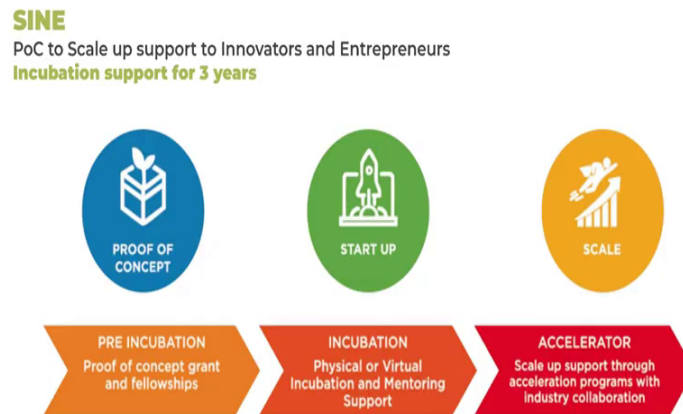 SINE
PoC to Scale up support to Innovators and Entrepreneurs
Incubation support for 3 years
PROOF OF
CONCEPT
START UP
SCALE
PRE INCUBATION
Proof of concept grant
and fellowships
INCUBATION
Physical or Virtual
Incubation and Mentoring
Support
ACCELERATOR
Scale up support through
acceleration programs with
industry collaboration